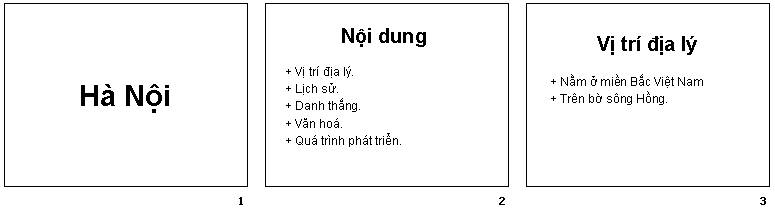 Hà Nội
1
Nội dung
+ Vị trí địa lý.
+ Lịch sử.
+ Danh thắng.
+ Văn hoá.
+ Quá trình phát triển.
2
Vị trí địa lý
+ Nằm ở miền Bắc Việt Nam
+ Trên bờ sông Hồng.
3